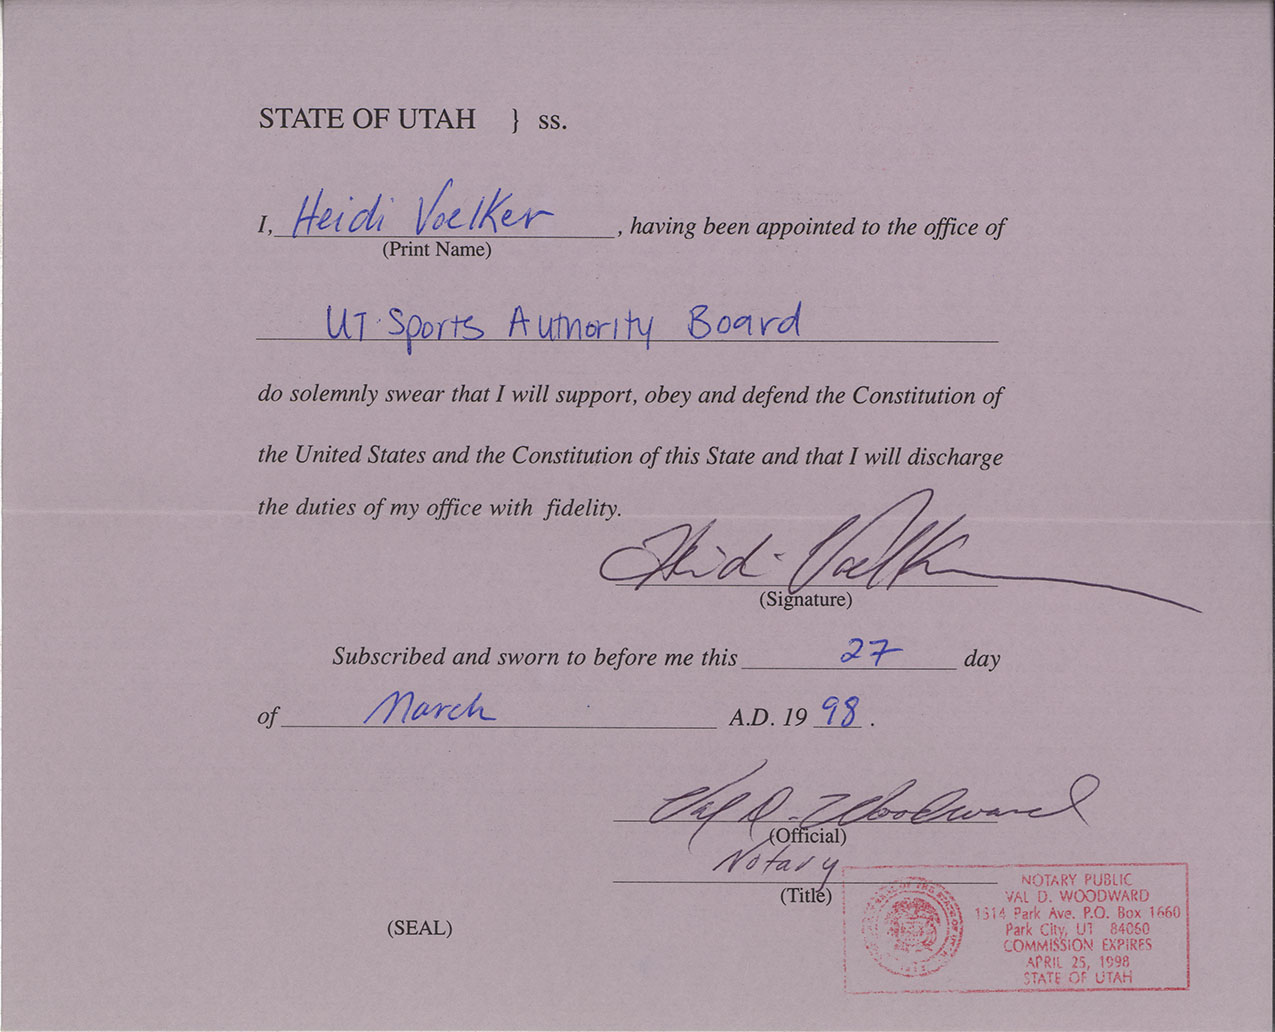 STATE OF UTAH } ss.
I, Heidi Voelker, having been appointed to the office of
(Print Name)
UT Sports Authority Board
do solemnly swear that I will support, obey and defend the Constitution of
the United States and the Constitution of this State and that I will discharge
the duties of my office with fidelity.
Heidi Voelker
(Signature)
Subscribed and sworn to before me this 27 day
of March A.D. 19 98.
Val D. Woodward
(Official)
Notary
(Title)
(SEAL)
NOTARY PUBLIC
VAL D. WOODWARD
1314 Park Ave. P.O. Box 1660
Park City, UT 84060
COMMISSION EXPIRES
APRIL 25, 1998
STATE OF UTAH